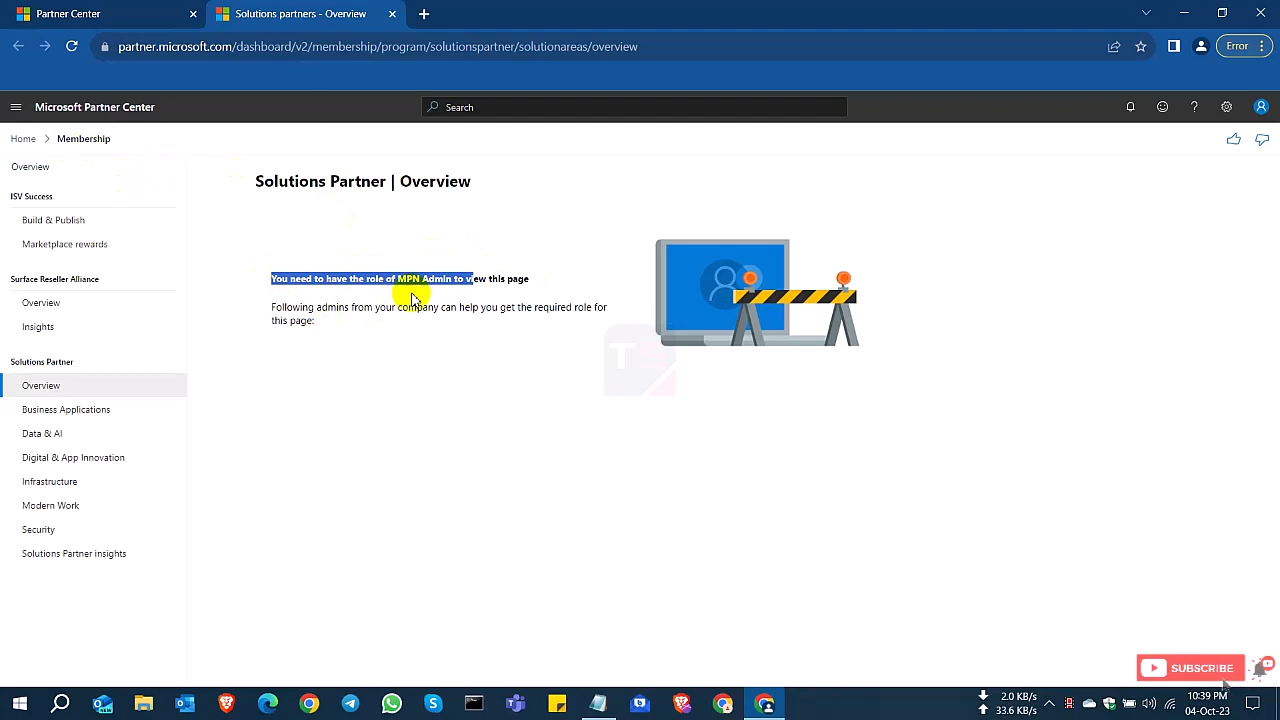 Partner Center
Solutions partners - Overview
partner.microsoft.com/dashboard/v2/membership/program/solutionspartner/solutionareas/overview
Error
Microsoft Partner Center
Search
Home > Membership
Overview
ISV Success
Build & Publish
Marketplace rewards
Surface Reseller Alliance
Overview
Insights
Solutions Partner
Overview
Business Applications
Data & AI
Digital & App Innovation
Infrastructure
Modern Work
Security
Solutions Partner insights
Solutions Partner | Overview
You need to have the role of MPN Admin to view this page
Following admins from your company can help you get the required role for
this page:
SUBSCRIBE
2.0 KB/s
33.6 KB/s
10:39 PM
04-Oct-23